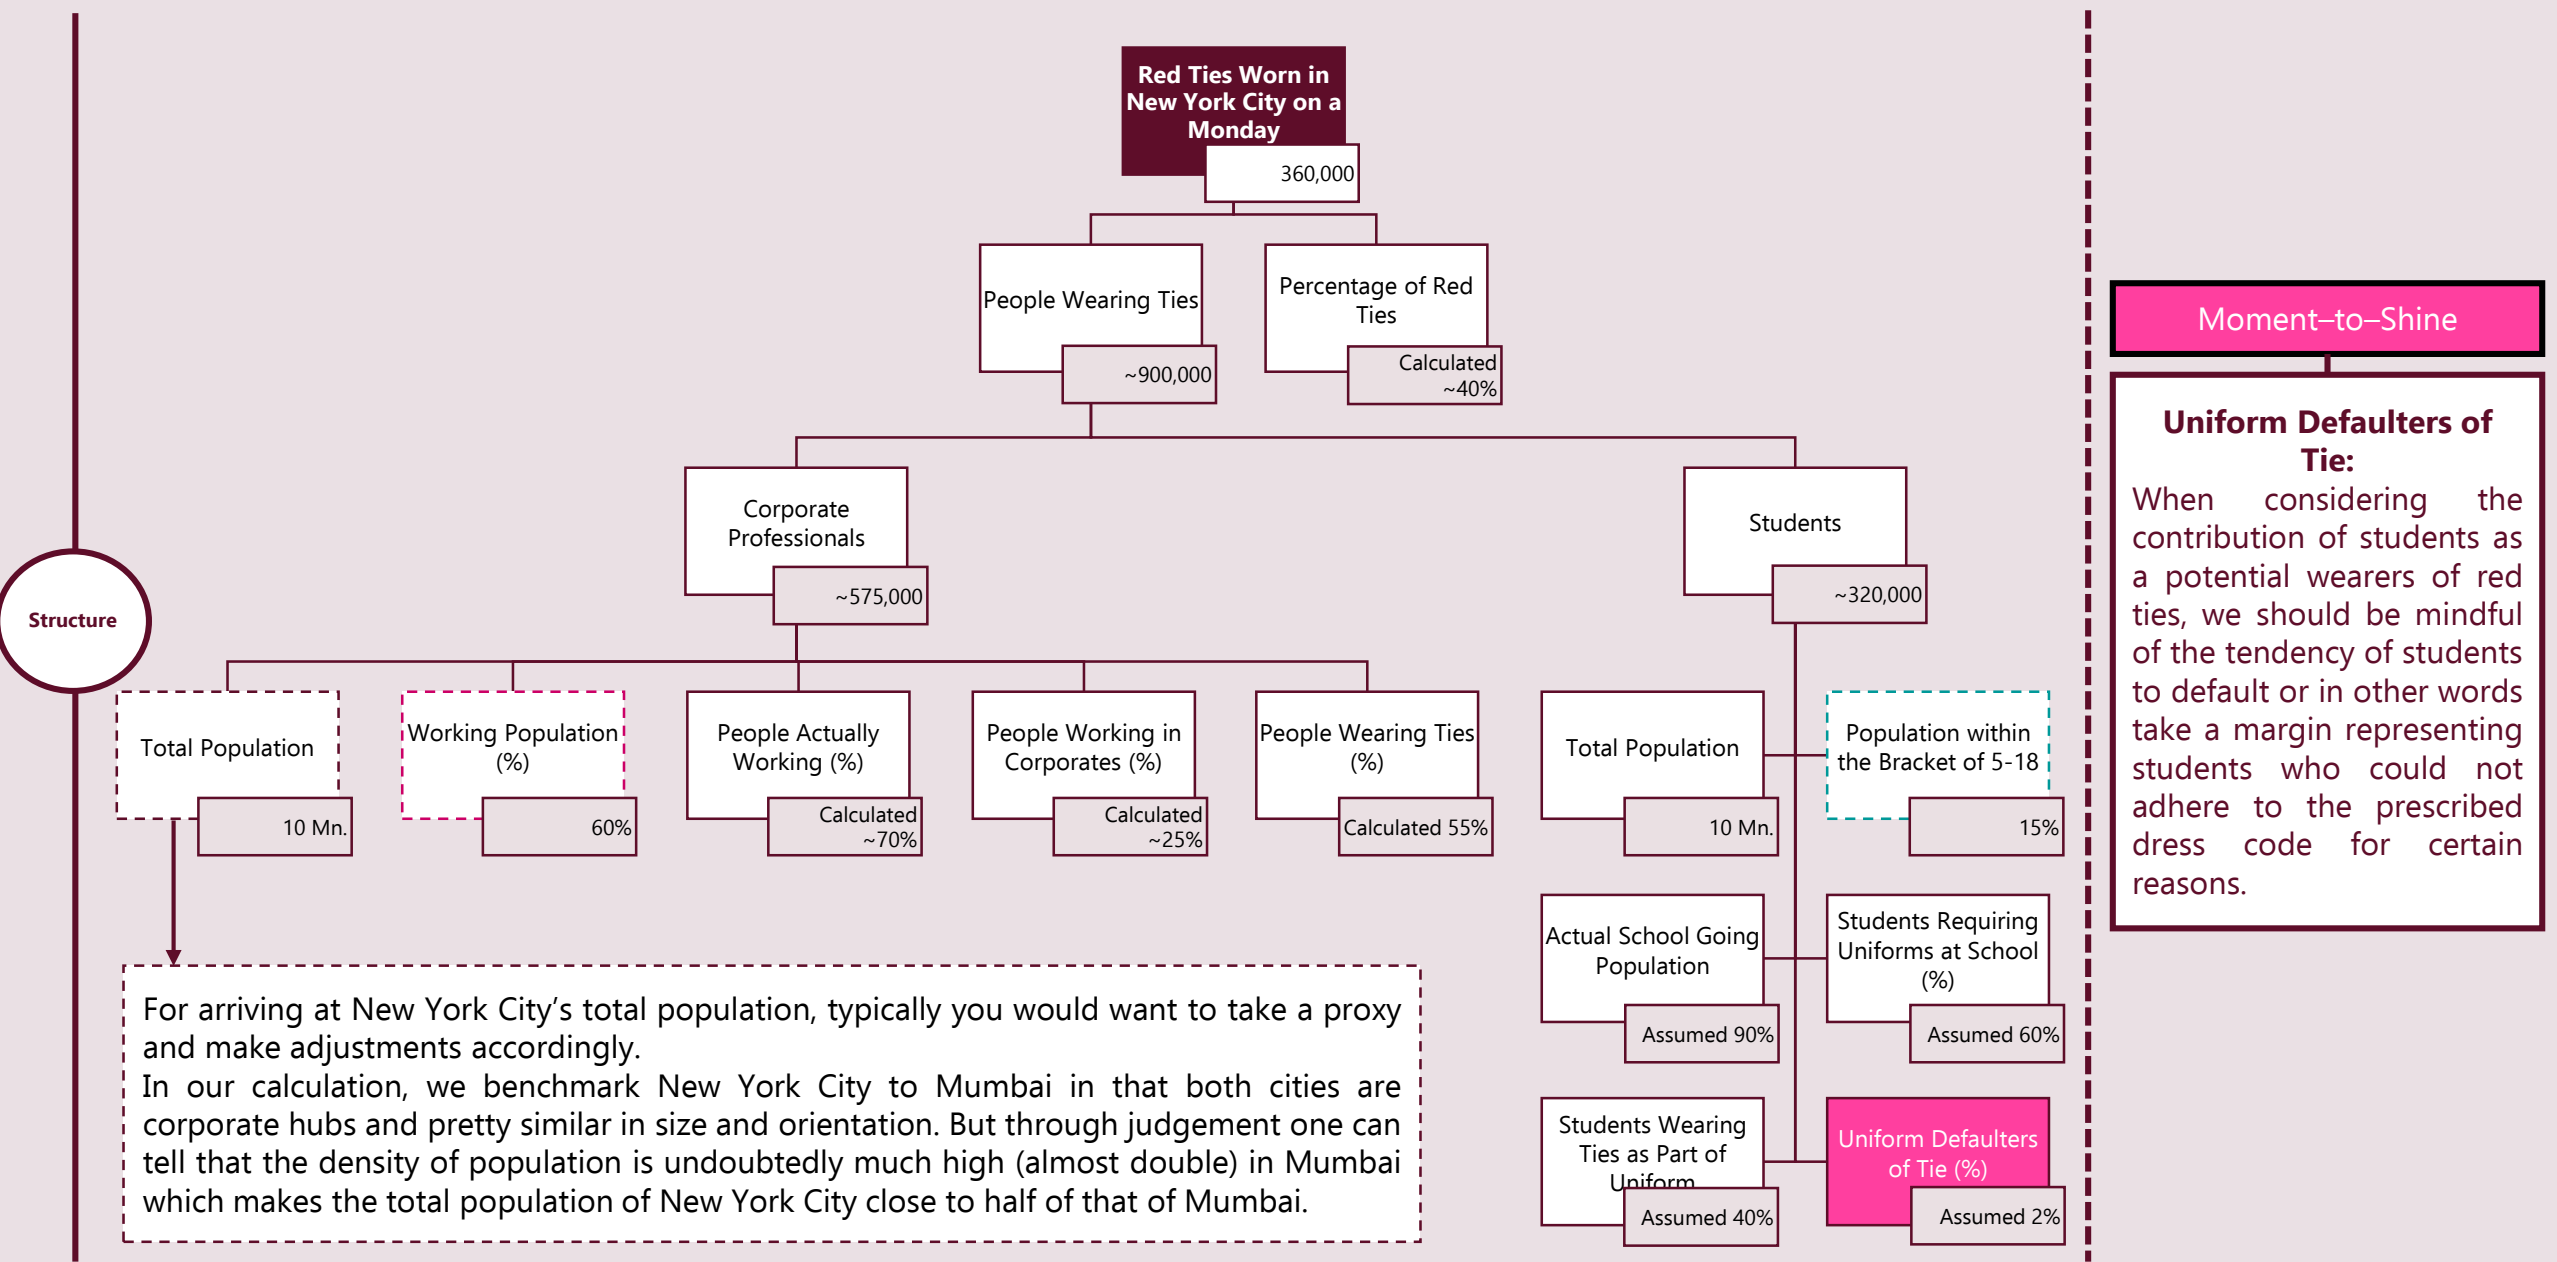 Red Ties Worn in
New York City on a
Monday
360,000
People Wearing Ties
~900,000
Percentage of Red
Ties
Calculated
~40%
Corporate
Professionals
~575,000
Students
~320,000
Structure
Total Population
10 Mn.
Working Population
(%)
60%
People Actually
Working (%)
Calculated
~70%
People Working in
Corporates (%)
Calculated
~25%
People Wearing Ties
(%)
Calculated 55%
Total Population
10 Mn.
Population within
the Bracket of 5-18
15%
Actual School Going
Population
Assumed 90%
Students Requiring
Uniforms at School
(%)
Assumed 60%
Students Wearing
Ties as Part of
Uniform
Assumed 40%
Uniform Defaulters
of Tie (%)
Assumed 2%
For arriving at New York City’s total population, typically you would want to take a proxy
and make adjustments accordingly.
In our calculation, we benchmark New York City to Mumbai in that both cities are
corporate hubs and pretty similar in size and orientation. But through judgement one can
tell that the density of population is undoubtedly much high (almost double) in Mumbai
which makes the total population of New York City close to half of that of Mumbai.
Moment–to–Shine
Uniform Defaulters of
Tie:
When considering the
contribution of students as
a potential wearers of red
ties, we should be mindful
of the tendency of students
to default or in other words
take a margin representing
students who could not
adhere to the prescribed
dress code for certain
reasons.